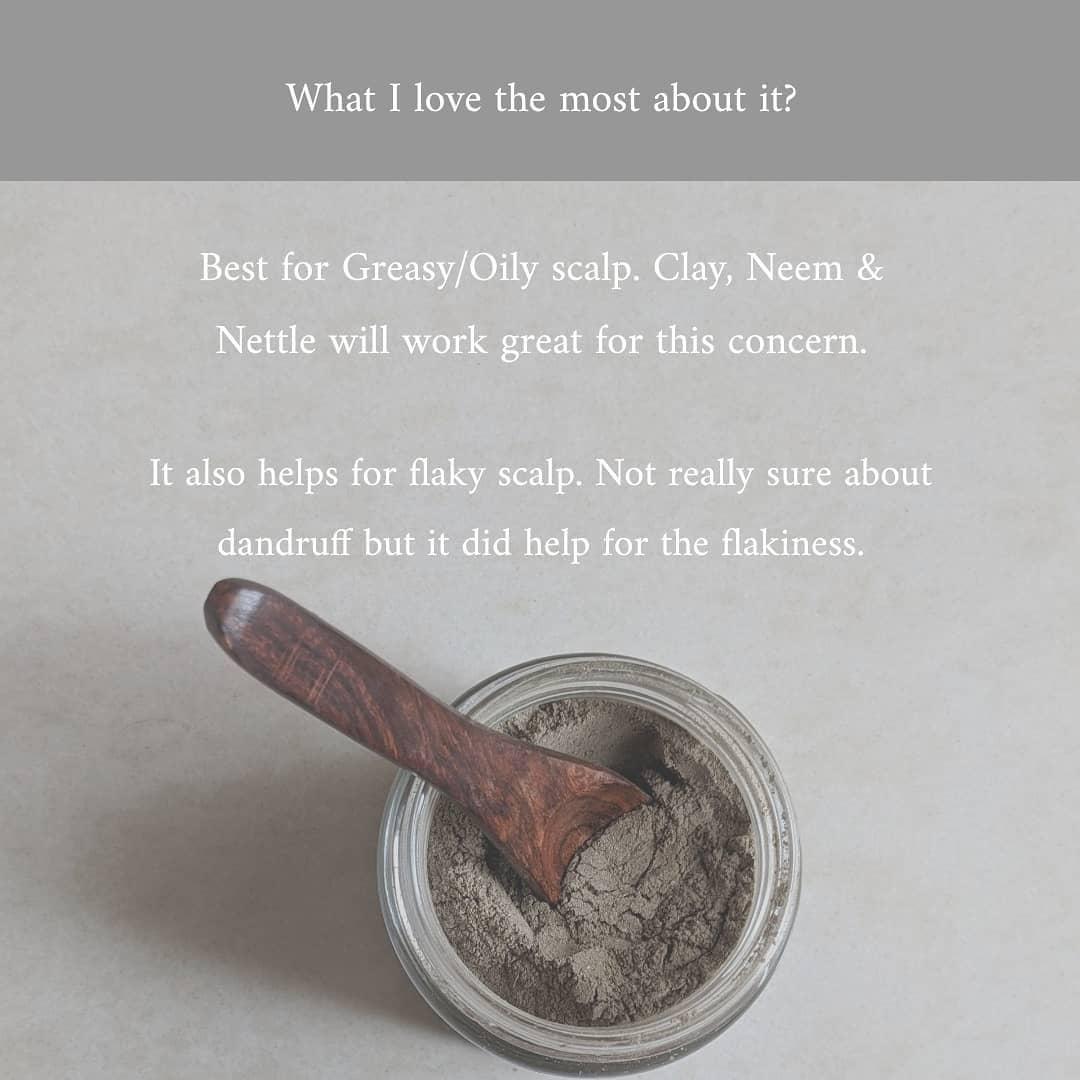 What I love the most about it?
Best for Greasy/Oily scalp. Clay, Neem &
Nettle will work great for this concern.
It also helps for flaky scalp. Not really sure about
dandruff but it did help for the flakiness.